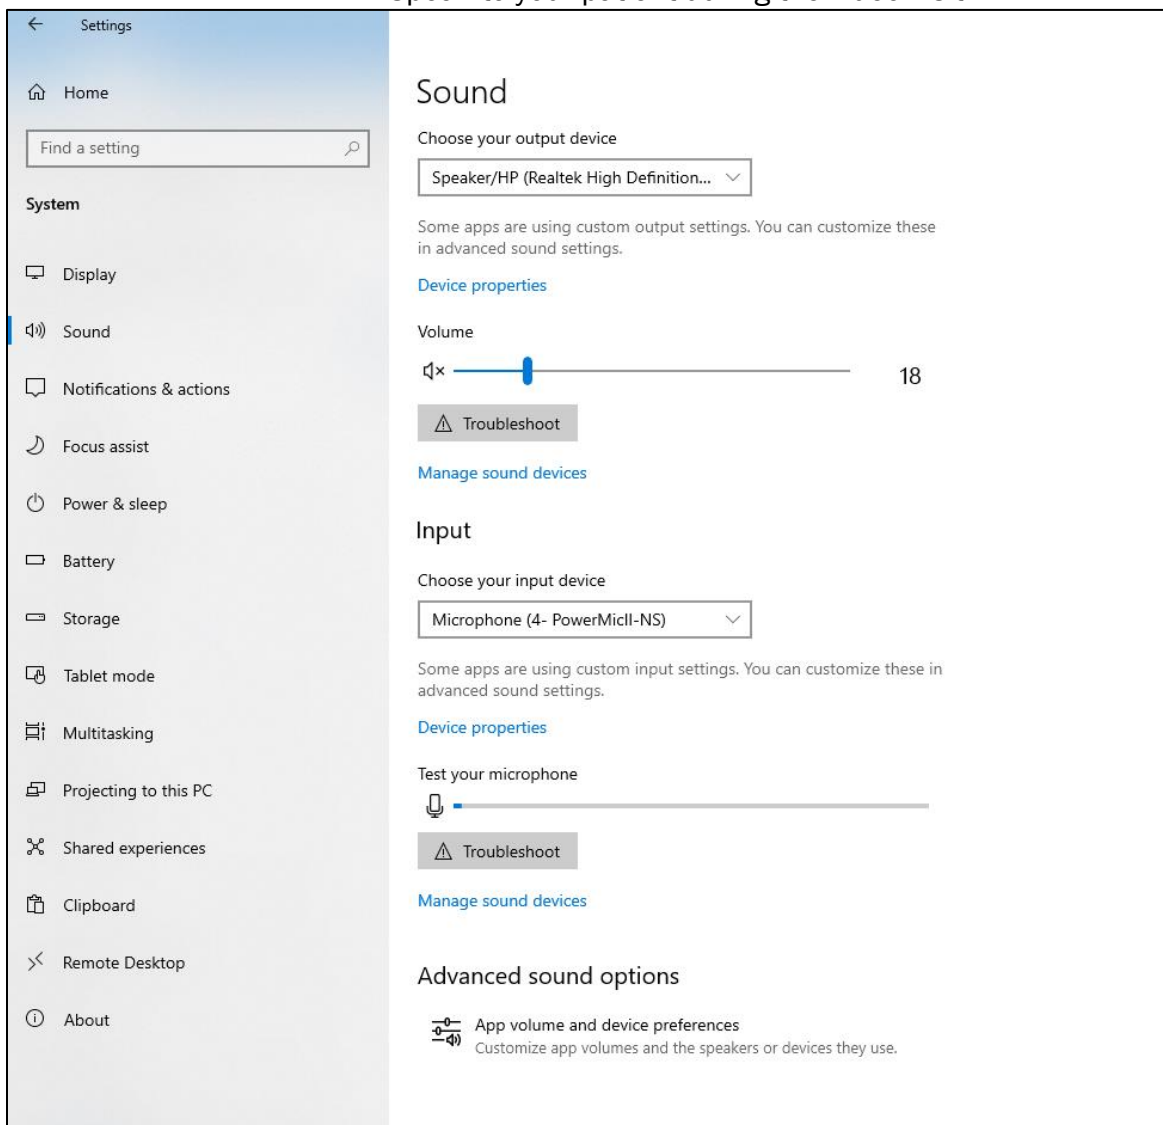 Settings
Home
Find a setting
System
Display
Sound
Notifications & actions
Focus assist
Power & sleep
Battery
Storage
Tablet mode
Multitasking
Projecting to this PC
Shared experiences
Clipboard
Remote Desktop
About
Sound
Choose your output device
Speaker/HP (Realtek High Definition...
Some apps are using custom output settings. You can customize these
in advanced sound settings.
Device properties
Volume
18
Troubleshoot
Manage sound devices
Input
Choose your input device
Microphone (4- PowerMicII-NS)
Some apps are using custom input settings. You can customize these in
advanced sound settings.
Device properties
Test your microphone
Troubleshoot
Manage sound devices
Advanced sound options
App volume and device preferences
Customize app volumes and the speakers or devices they use.